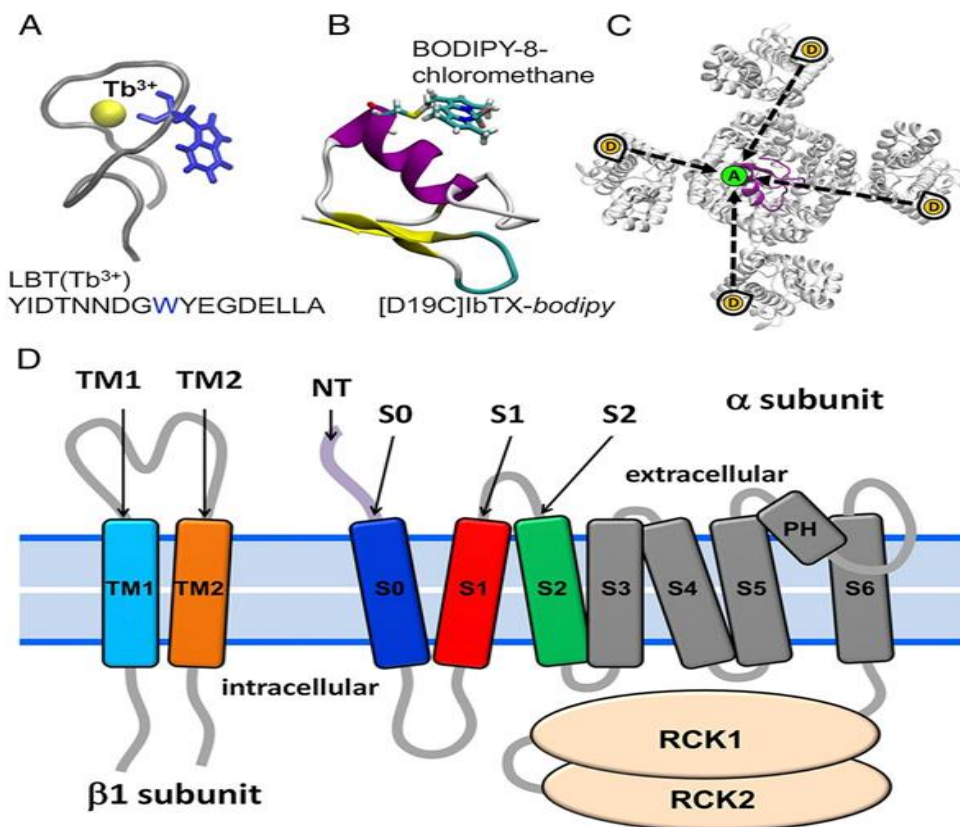 A
Tb³⁺
LBT(Tb³⁺)
YIDTNNDGWYEGDELLA
B
BODIPY-8-
chloromethane
[D19C]IbTX-bodipy
C
D
D
D
D
A
D
TM1
TM2
NT
S0
S1
S2
α subunit
extracellular
PH
TM1
TM2
S0
S1
S2
S3
S4
S5
S6
intracellular
β1 subunit
RCK1
RCK2